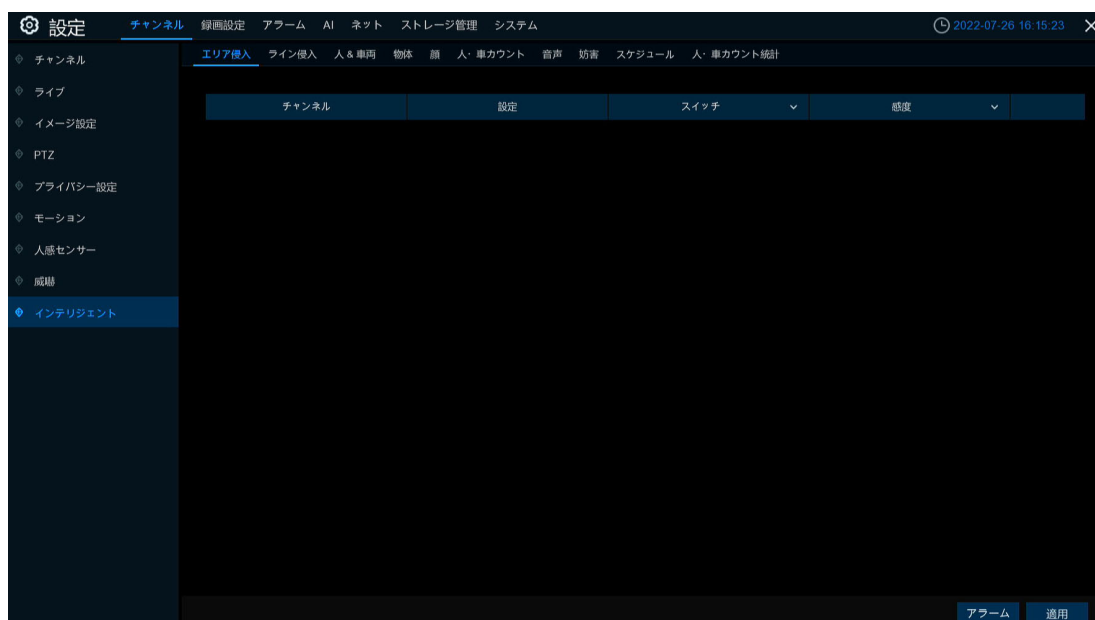 設定 チャンネル 録画設定 アラーム AI ネット ストレージ管理 システム 2022-07-26 16:15:23
エリア侵入 ライン侵入 人&車両 物体 顔 人・車カウント 音声 妨害 スケジュール 人・車カウント統計
チャンネル
ライブ
イメージ設定
PTZ
プライバシー設定
モーション
人感センサー
威嚇
インテリジェント
チャンネル 設定 スイッチ 感度
アラーム 適用